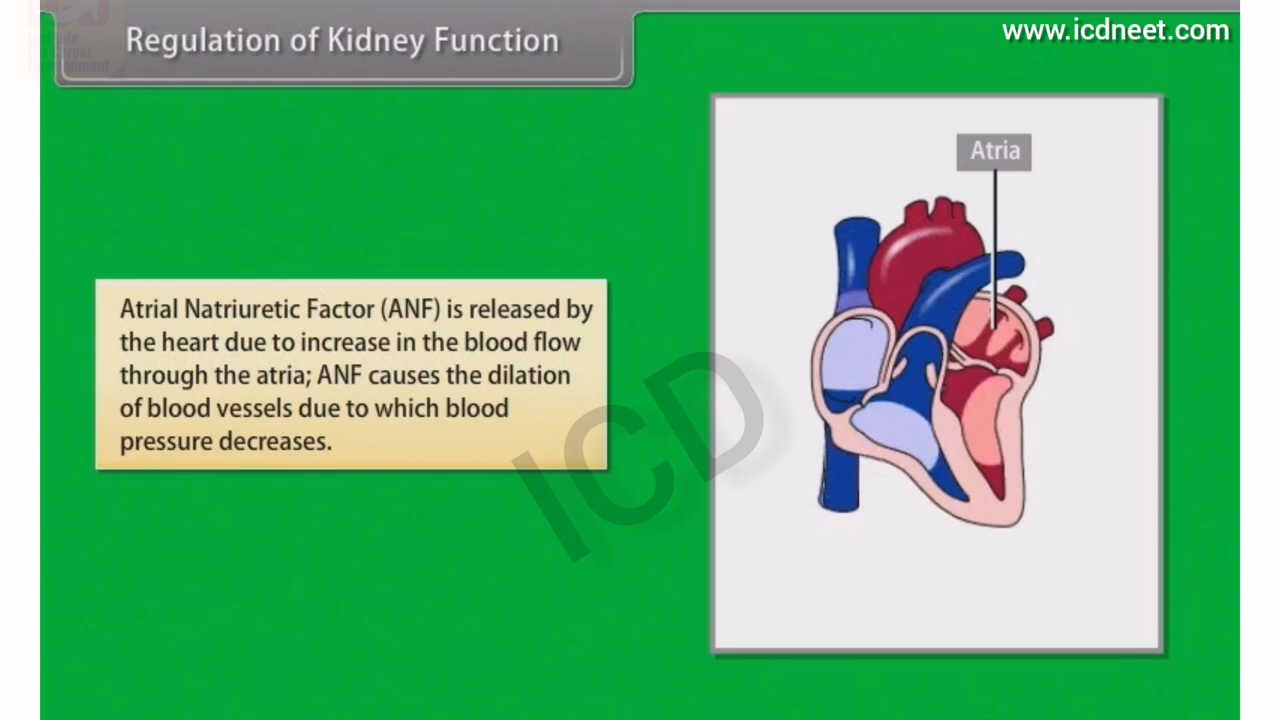 Regulation of Kidney Function
www.icdneet.com
Atria
Atrial Natriuretic Factor (ANF) is released by
the heart due to increase in the blood flow
through the atria; ANF causes the dilation
of blood vessels due to which blood
pressure decreases.
ICD